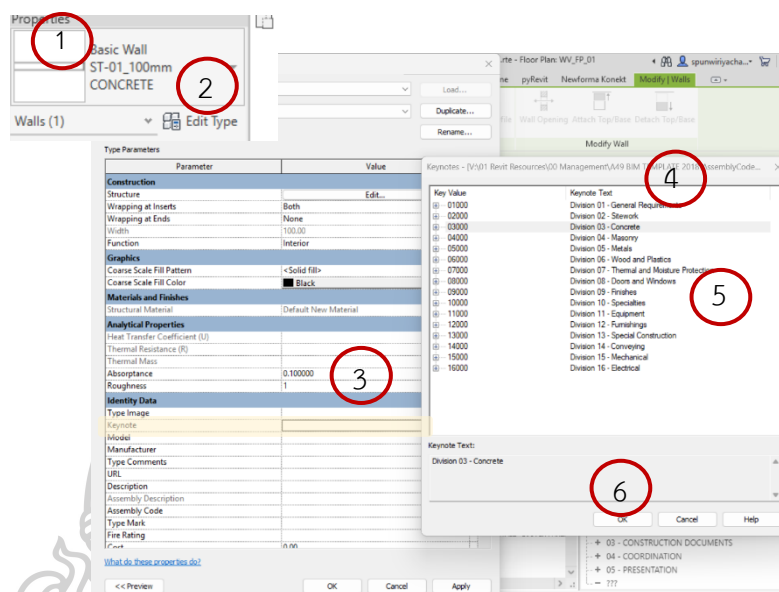 Properties
1
Basic Wall
ST-01_100mm
CONCRETE
2
Walls (1)
Edit Type
.rte - Floor Plan: WV_FP_01
spunwiriyacha...
pyRevit
Newforma Konekt
Modify | Walls
Wall Opening
Attach Top/Base
Detach Top/Base
Modify Wall
Load...
Duplicate...
Rename...
Type Parameters
Parameter Value
Construction
Structure Edit...
Wrapping at Inserts Both
Wrapping at Ends None
Width 100.00
Function Interior
Graphics
Coarse Scale Fill Pattern <Solid fill>
Coarse Scale Fill Color Black
Materials and Finishes
Structural Material Default New Material
Analytical Properties
Heat Transfer Coefficient (U)
Thermal Resistance (R)
Thermal Mass
Absorptance 0.100000
Roughness 1
3
Identity Data
Type Image
Keynote
Model
Manufacturer
Type Comments
URL
Description
Assembly Description
Assembly Code
Type Mark
Fire Rating
Cost 0.00
What do these properties do?
<< Preview OK Cancel Apply
Keynotes - [V:\01 Revit Resources\00 Management\A49 BIM TEMPLATE 2018\AssemblyCode...
4
Key Value Keynote Text
01000 Division 01 - General Requirements
02000 Division 02 - Sitework
03000 Division 03 - Concrete
04000 Division 04 - Masonry
05000 Division 05 - Metals
06000 Division 06 - Wood and Plastics
07000 Division 07 - Thermal and Moisture Protection
08000 Division 08 - Doors and Windows
09000 Division 09 - Finishes
10000 Division 10 - Specialties
11000 Division 11 - Equipment
12000 Division 12 - Furnishings
13000 Division 13 - Special Construction
14000 Division 14 - Conveying
15000 Division 15 - Mechanical
16000 Division 16 - Electrical
5
Keynote Text:
Division 03 - Concrete
6
OK Cancel Help
03 - CONSTRUCTION DOCUMENTS
04 - COORDINATION
05 - PRESENTATION
???